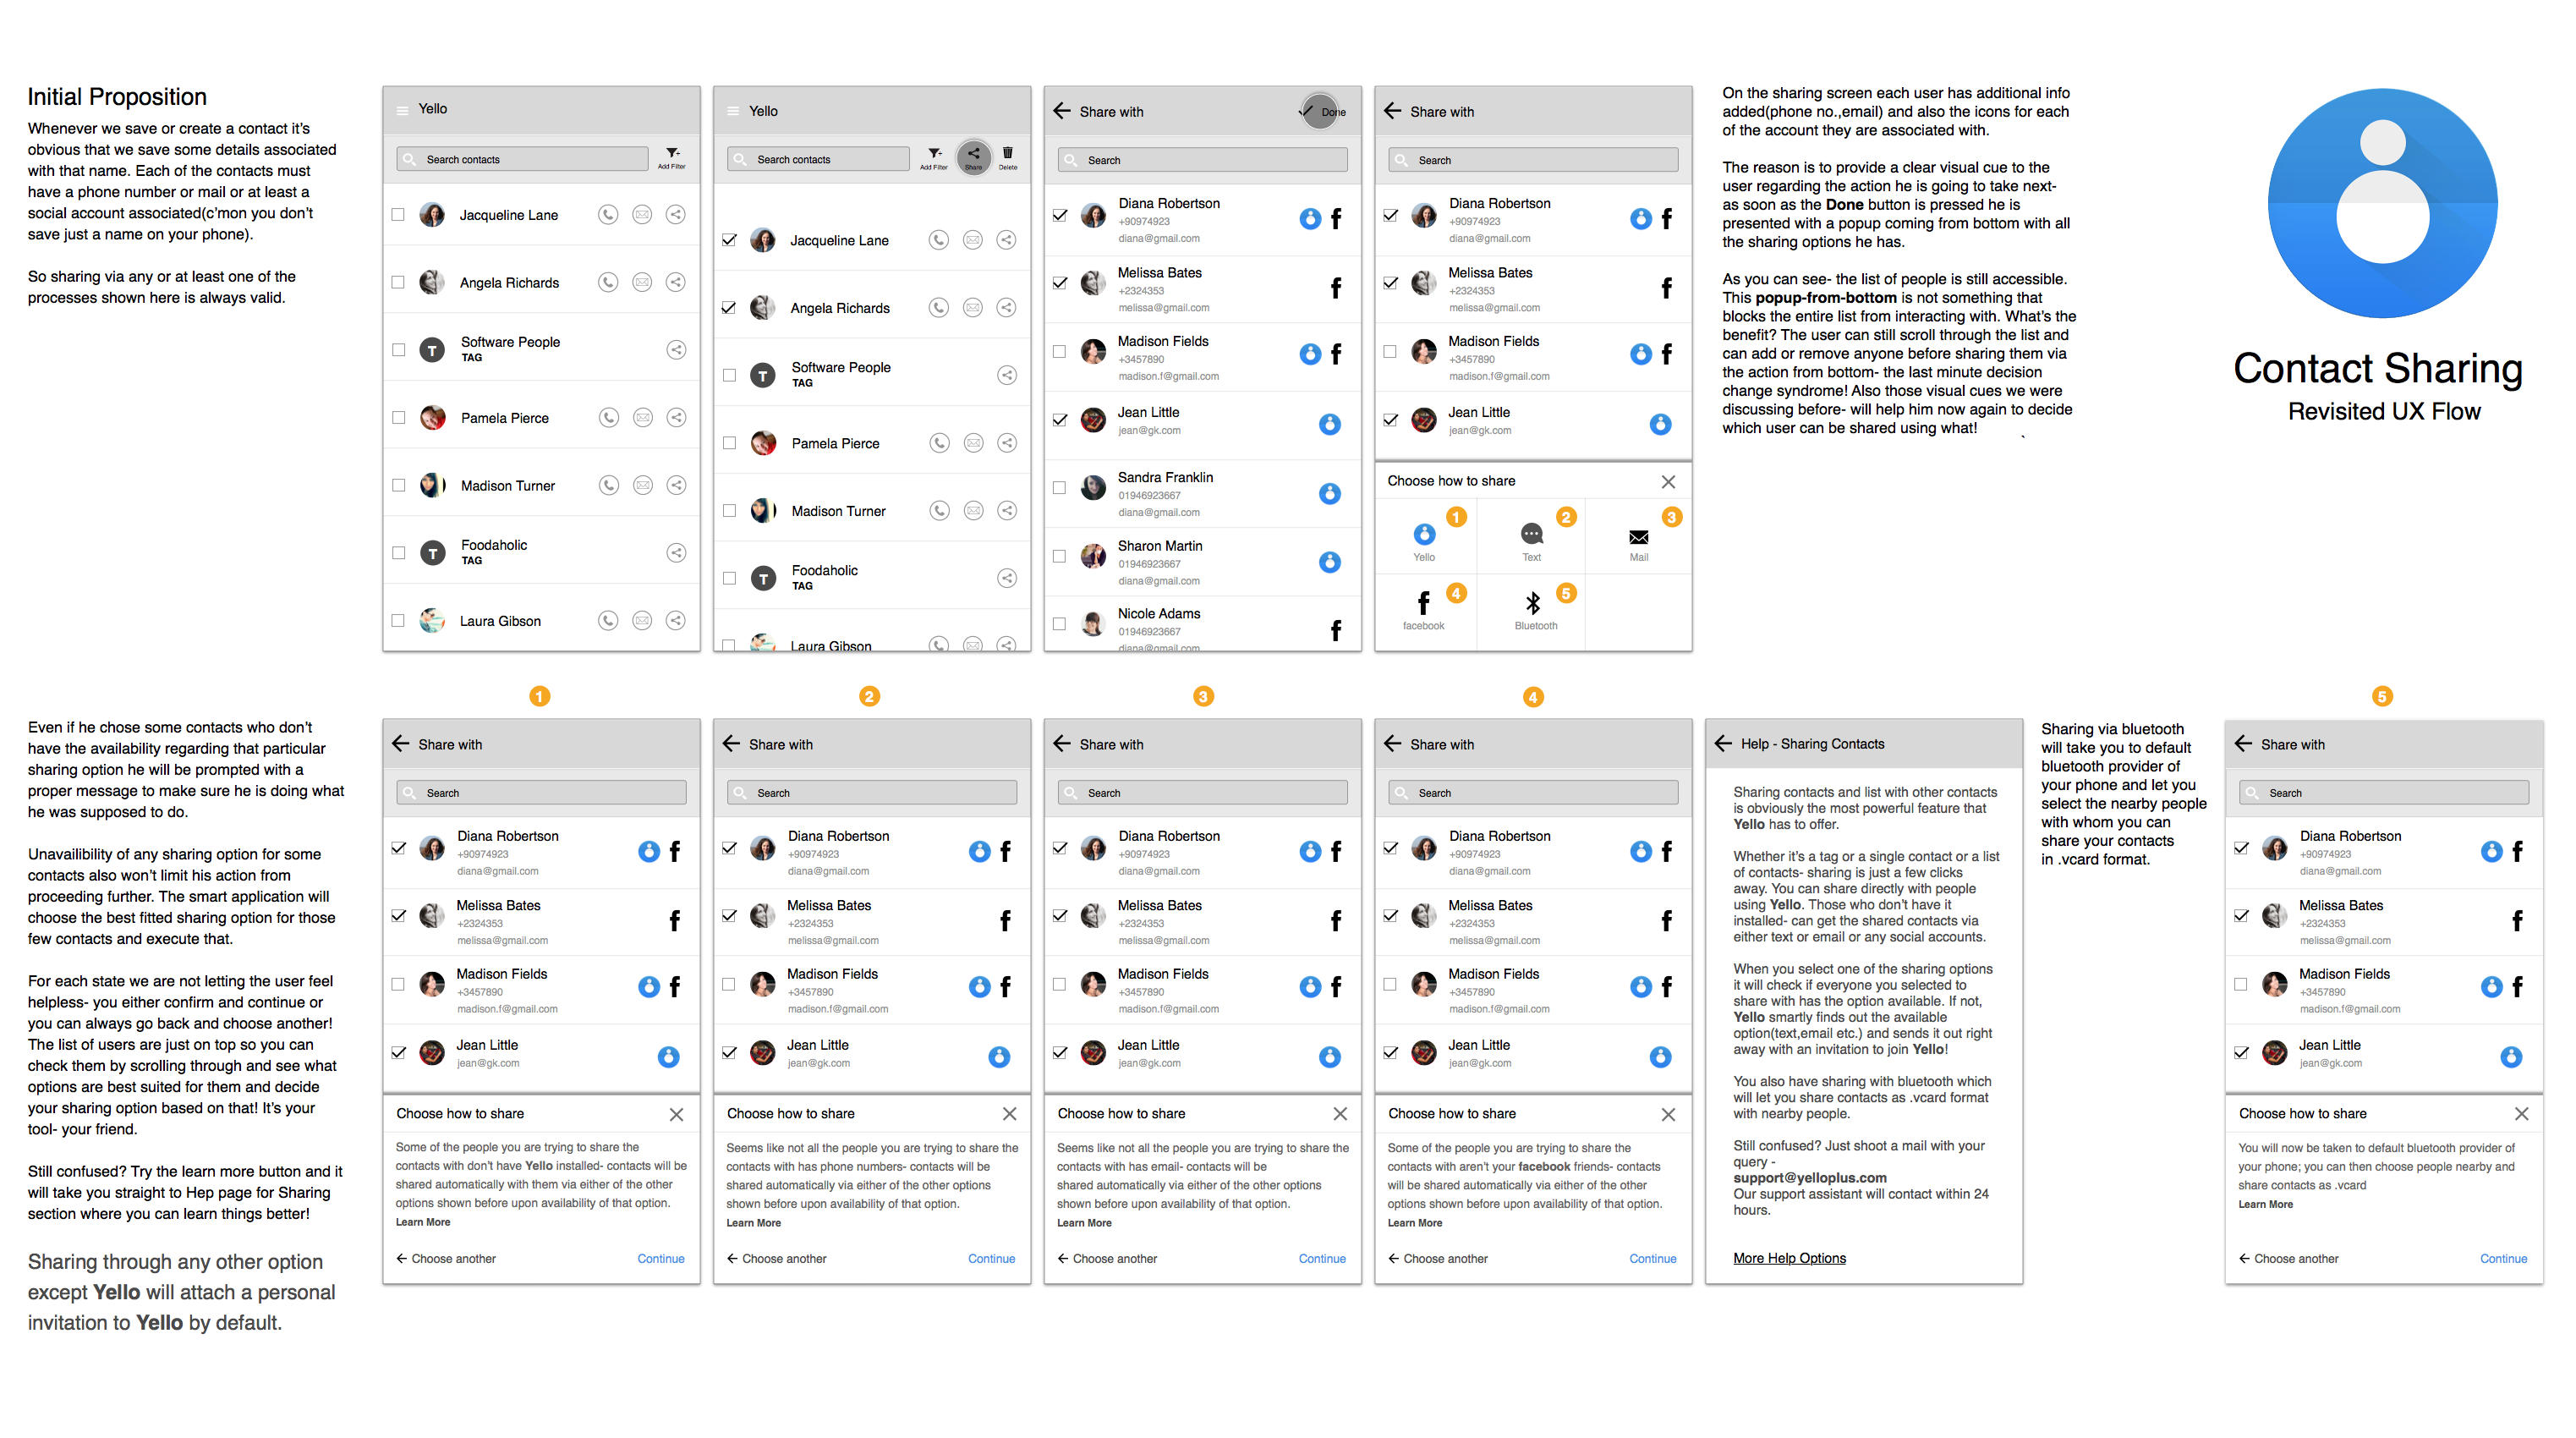 Initial Proposition
Whenever we save or create a contact it's
obvious that we save some details associated
with that name. Each of the contacts must
have a phone number or mail or at least a
social account associated(c'mon you don't
save just a name on your phone).
So sharing via any or at least one of the
processes shown here is always valid.
Yello
Search contacts
Add Filter
Jacqueline Lane
Angela Richards
T
Software People
TAG
Pamela Pierce
Madison Turner
T
Foodaholic
TAG
Laura Gibson
Yello
Search contacts
Add Filter
Share
Delete
Jacqueline Lane
Angela Richards
T
Software People
TAG
Pamela Pierce
Madison Turner
T
Foodaholic
TAG
Laura Gibson
Share with
Done
Search
Diana Robertson
+90974923
diana@gmail.com
Melissa Bates
+2324353
melissa@gmail.com
Madison Fields
+3457890
madison.f@gmail.com
Jean Little
jean@gk.com
Sandra Franklin
01946923667
diana@gmail.com
Sharon Martin
01946923667
diana@gmail.com
Nicole Adams
01946923667
diana@gmail.com
Share with
Search
Diana Robertson
+90974923
diana@gmail.com
Melissa Bates
+2324353
melissa@gmail.com
Madison Fields
+3457890
madison.f@gmail.com
Jean Little
jean@gk.com
Choose how to share
1
Yello
2
Text
3
Mail
4
facebook
5
Bluetooth
On the sharing screen each user has additional info
added(phone no.,email) and also the icons for each
of the account they are associated with.
The reason is to provide a clear visual cue to the
user regarding the action he is going to take next-
as soon as the Done button is pressed he is
presented with a popup coming from bottom with all
the sharing options he has.
As you can see- the list of people is still accessible.
This popup-from-bottom is not something that
blocks the entire list from interacting with. What's the
benefit? The user can still scroll through the list and
can add or remove anyone before sharing them via
the action from bottom- the last minute decision
change syndrome! Also those visual cues we were
discussing before- will help him now again to decide
which user can be shared using what!
Contact Sharing
Revisited UX Flow
Even if he chose some contacts who don't
have the availability regarding that particular
sharing option he will be prompted with a
proper message to make sure he is doing what
he was supposed to do.
Unavailibility of any sharing option for some
contacts also won't limit his action from
proceeding further. The smart application will
choose the best fitted sharing option for those
few contacts and execute that.
For each state we are not letting the user feel
helpless- you either confirm and continue or
you can always go back and choose another!
The list of users are just on top so you can
check them by scrolling through and see what
options are best suited for them and decide
your sharing option based on that! It's your
tool- your friend.
Still confused? Try the learn more button and it
will take you straight to Hep page for Sharing
section where you can learn things better!
Sharing through any other option
except Yello will attach a personal
invitation to Yello by default.
1
Share with
Search
Diana Robertson
+90974923
diana@gmail.com
Melissa Bates
+2324353
melissa@gmail.com
Madison Fields
+3457890
madison.f@gmail.com
Jean Little
jean@gk.com
Choose how to share
Some of the people you are trying to share the
contacts with don't have Yello installed- contacts will be
shared automatically with them via either of the other
options shown before upon availability of that option.
Learn More
Choose another
Continue
2
Share with
Search
Diana Robertson
+90974923
diana@gmail.com
Melissa Bates
+2324353
melissa@gmail.com
Madison Fields
+3457890
madison.f@gmail.com
Jean Little
jean@gk.com
Choose how to share
Seems like not all the people you are trying to share the
contacts with has phone numbers- contacts will be
shared automatically via either of the other options
shown before upon availability of that option.
Learn More
Choose another
Continue
3
Share with
Search
Diana Robertson
+90974923
diana@gmail.com
Melissa Bates
+2324353
melissa@gmail.com
Madison Fields
+3457890
madison.f@gmail.com
Jean Little
jean@gk.com
Choose how to share
Seems like not all the people you are trying to share the
contacts with has email- contacts will be
shared automatically via either of the other options
shown before upon availability of that option.
Learn More
Choose another
Continue
4
Share with
Search
Diana Robertson
+90974923
diana@gmail.com
Melissa Bates
+2324353
melissa@gmail.com
Madison Fields
+3457890
madison.f@gmail.com
Jean Little
jean@gk.com
Choose how to share
Some of the people you are trying to share the
contacts with aren't your facebook friends- contacts
will be shared automatically via either of the other
options shown before upon availability of that option.
Learn More
Choose another
Continue
Help - Sharing Contacts
Sharing contacts and list with other contacts
is obviously the most powerful feature that
Yello has to offer.
Whether it's a tag or a single contact or a list
of contacts- sharing is just a few clicks
away. You can share directly with people
using Yello. Those who don't have it
installed- can get the shared contacts via
either text or email or any social accounts.
When you select one of the sharing options
it will check if everyone you selected to
share with has the option available. If not,
Yello smartly finds out the available
option(text,email etc.) and sends it out right
away with an invitation to join Yello!
You also have sharing with bluetooth which
will let you share contacts as .vcard format
with nearby people.
Still confused? Just shoot a mail with your
query -
support@yelloplus.com
Our support assistant will contact within 24
hours.
More Help Options
Sharing via bluetooth
will take you to default
bluetooth provider of
your phone and let you
select the nearby people
with whom you can
share your contacts
in .vcard format.
5
Share with
Search
Diana Robertson
+90974923
diana@gmail.com
Melissa Bates
+2324353
melissa@gmail.com
Madison Fields
+3457890
madison.f@gmail.com
Jean Little
jean@gk.com
Choose how to share
You will now be taken to default bluetooth provider of
your phone; you can then choose people nearby and
share contacts as .vcard
Learn More
Choose another
Continue